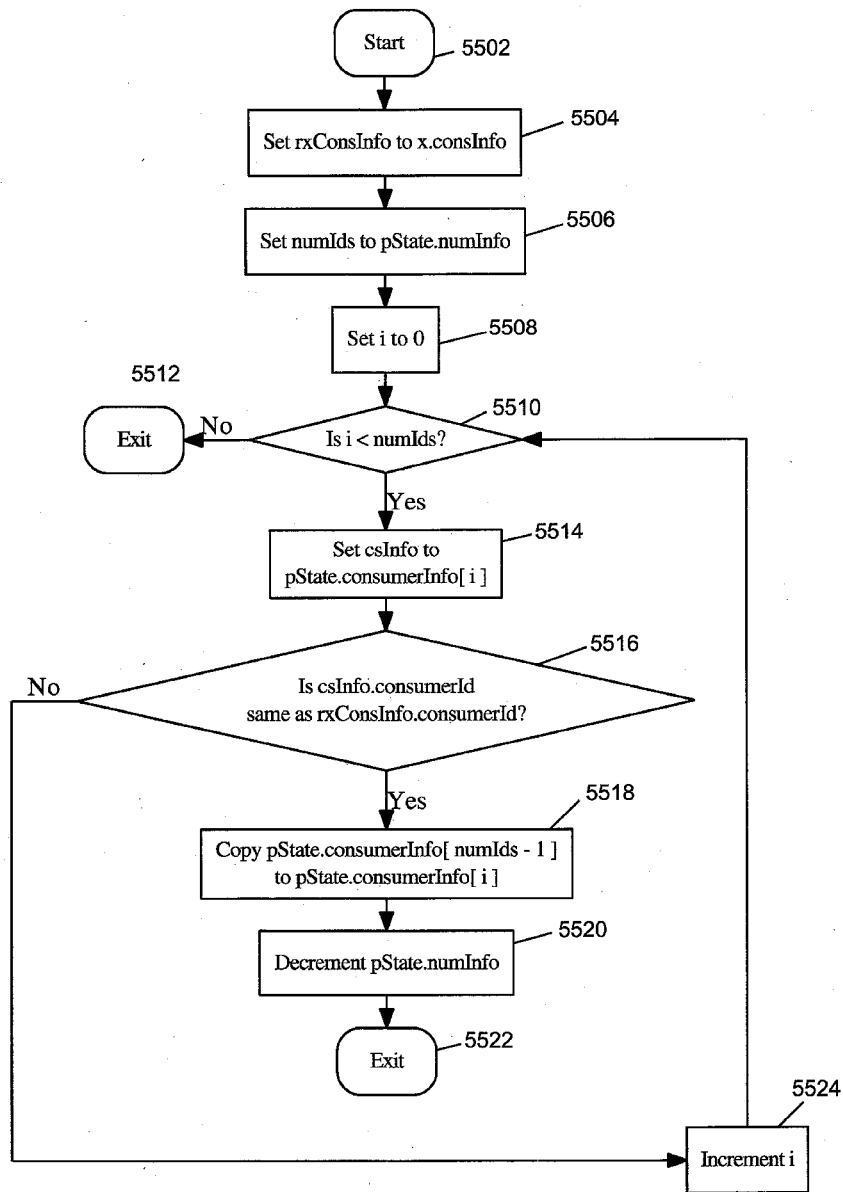 Start
5502
Set rxConsInfo to x.consInfo
5504
Set numIds to pState.numInfo
5506
Set i to 0
5508
5512
Exit
No
Is i < numIds?
5510
Yes
Set csInfo to
pState.consumerInfo[ i ]
5514
No
Is csInfo.consumerId
same as rxConsInfo.consumerId?
5516
Yes
Copy pState.consumerInfo[ numIds - 1 ]
to pState.consumerInfo[ i ]
5518
Decrement pState.numInfo
5520
Exit
5522
5524
Increment i